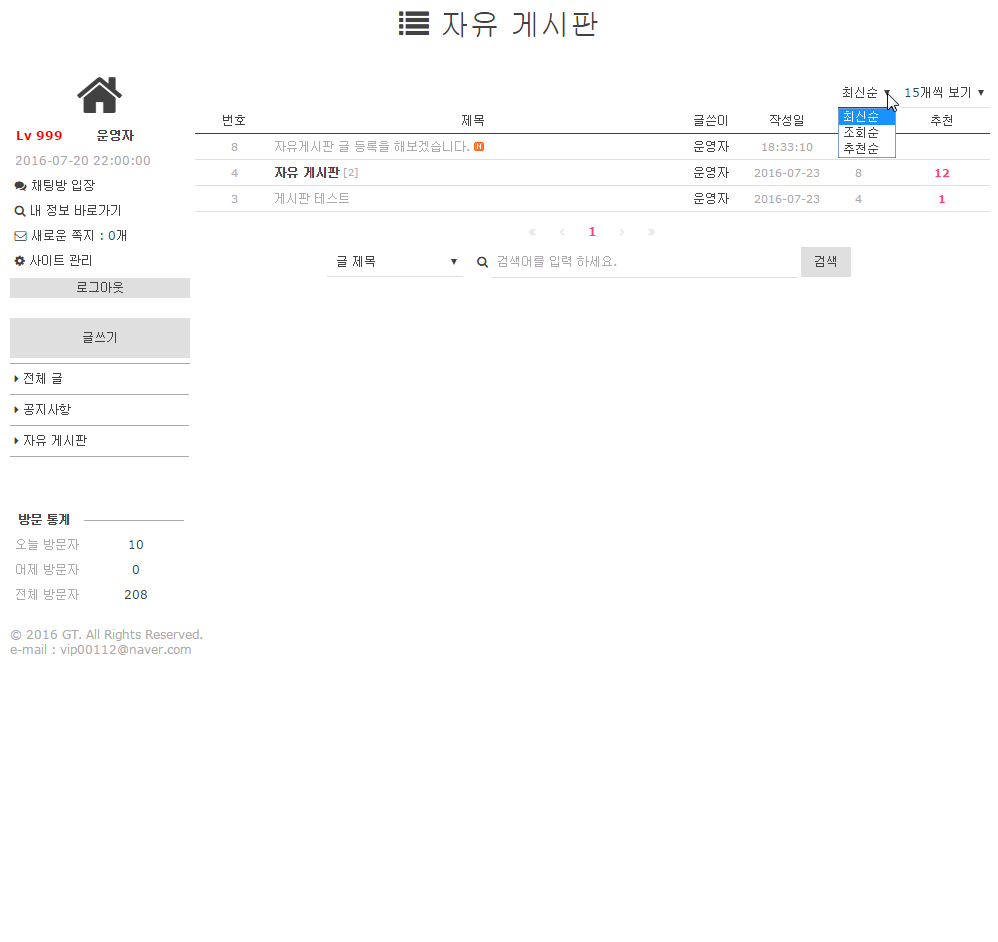 자유 게시판
최신순 15개씩 보기
최신순
조회순
추천순
Lv 999 운영자
2016-07-20 22:00:00
채팅방 입장
내 정보 바로가기
새로운 쪽지 : 0개
사이트 관리
로그아웃
글쓰기
전체 글
공지사항
자유 게시판
방문 통계
오늘 방문자 10
어제 방문자 0
전체 방문자 208
© 2016 GT. All Rights Reserved.
e-mail : vip00112@naver.com
번호 제목 글쓴이 작성일 추천
8 자유게시판 글 등록을 해보겠습니다. N 운영자 18:33:10
4 자유 게시판 [2] 운영자 2016-07-23 8 12
3 게시판 테스트 운영자 2016-07-23 4 1
« ‹ 1 › »
글 제목 검색어를 입력 하세요. 검색